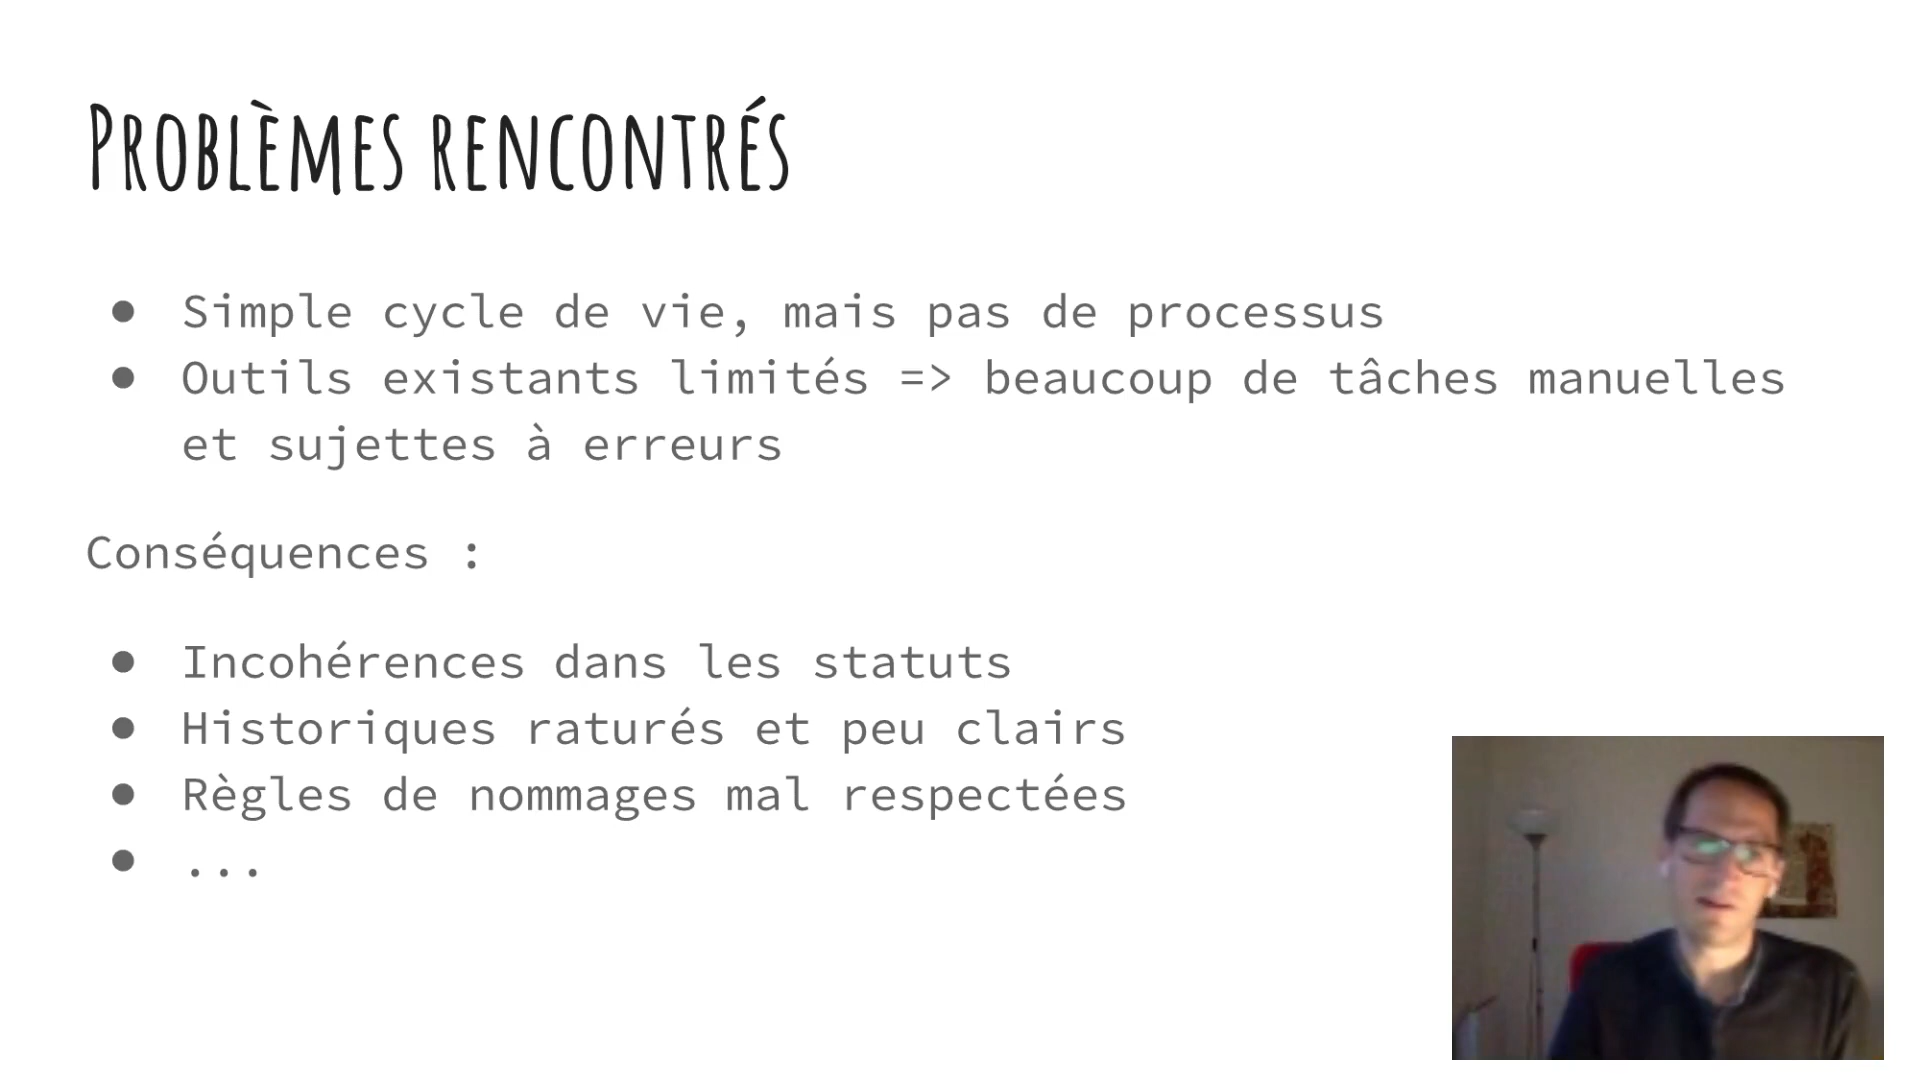 Problèmes rencontrés
● Simple cycle de vie, mais pas de processus
● Outils existants limités => beaucoup de tâches manuelles
et sujettes à erreurs
Conséquences :
● Incohérences dans les statuts
● Historiques raturés et peu clairs
● Règles de nommages mal respectées
● ...